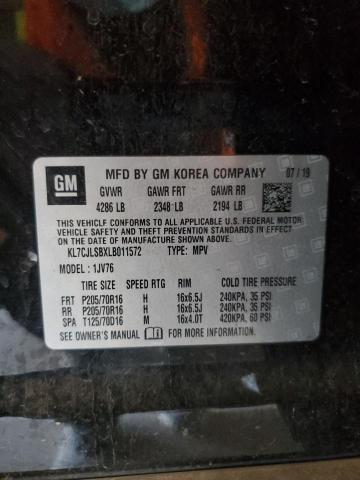 GM
MFD BY GM KOREA COMPANY 07/19
GVWR GAWR FRT GAWR RR
4286 LB 2348 LB 2194 LB
THIS VEHICLE CONFORMS TO ALL APPLICABLE U.S. FEDERAL MOTOR
VEHICLE SAFETY, BUMPER, AND THEFT PREVENTION STANDARDS IN EFFECT ON
THE DATE OF MANUFACTURE SHOWN ABOVE.
KL7CJLSBXLB011572 TYPE: MPV
MODEL: 1JV76
TIRE SIZE SPEED RTG RIM COLD TIRE PRESSURE
FRT P205/70R16 H 16x6.5J 240KPA, 35 PSI
RR P205/70R16 H 16x6.5J 240KPA, 35 PSI
SPA T125/70D16 M 16x4.0T 420KPA, 60 PSI
SEE OWNER'S MANUAL FOR MORE INFORMATION